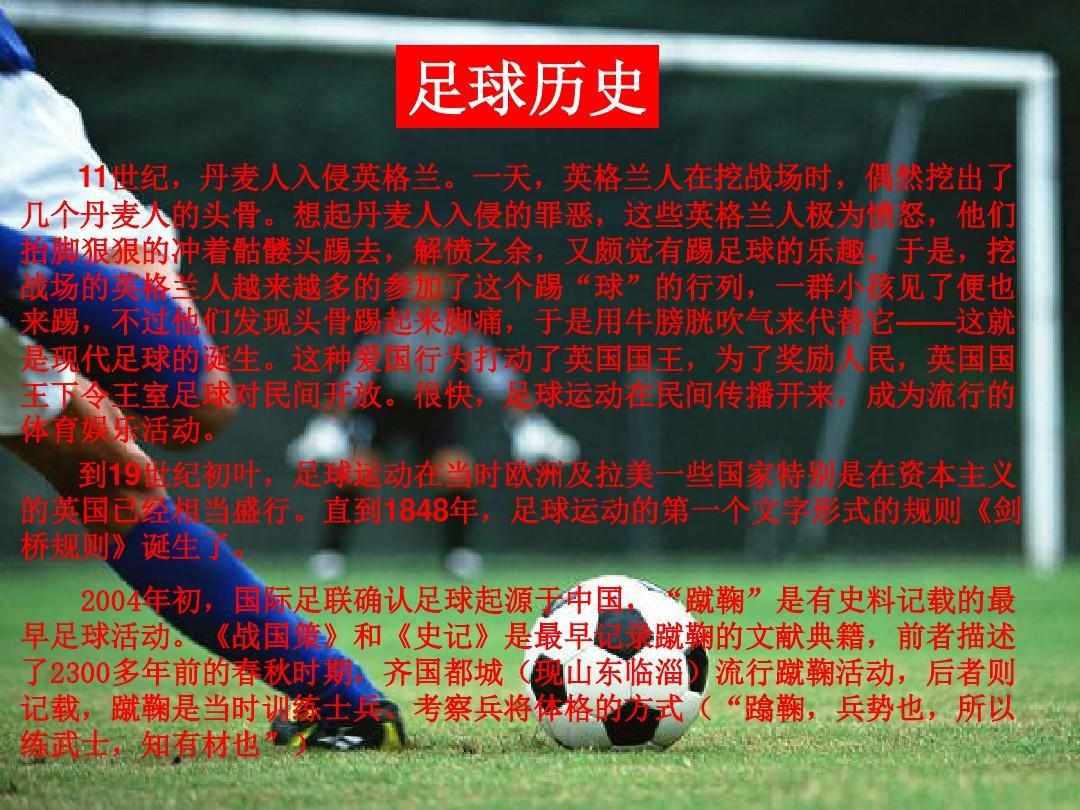 足球历史
11世纪，丹麦人入侵英格兰。一天，英格兰人在挖战场时，偶然挖出了
几个丹麦人的头骨。想起丹麦人入侵的罪恶，这些英格兰人极为愤怒，他们
抬脚狠狠的冲着骷髅头踢去，解愤之余，又颇觉有踢足球的乐趣。于是，挖
战场的英格兰人越来越多的参加了这个踢“球”的行列，一群小孩见了便也
来踢，不过他们发现头骨踢起来脚痛，于是用牛膀胱吹气来代替它——这就
是现代足球的诞生。这种爱国行为打动了英国国王，为了奖励人民，英国国
王下令王室足球对民间开放。很快，足球运动在民间传播开来，成为流行的
体育娱乐活动。
到19世纪初叶，足球运动在当时欧洲及拉美一些国家特别是在资本主义
的英国已经相当盛行。直到1848年，足球运动的第一个文字形式的规则《剑
桥规则》诞生了。
2004年初，国际足联确认足球起源于中国，“蹴鞠”是有史料记载的最
早足球活动。《战国策》和《史记》是最早记录蹴鞠的文献典籍，前者描述
了2300多年前的春秋时期，齐国都城（现山东临淄）流行蹴鞠活动，后者则
记载，蹴鞠是当时训练士兵、考察兵将体格的方式（“蹹鞠，兵势也，所以
练武士，知有材也”）